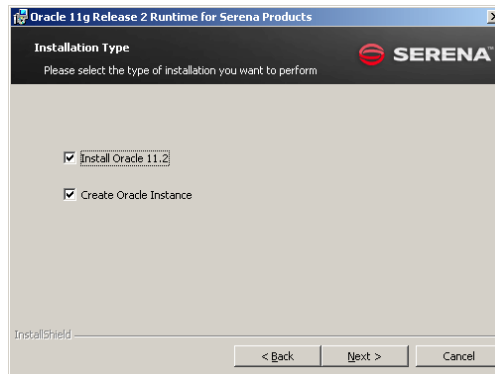 Oracle 11g Release 2 Runtime for Serena Products
Installation Type
Please select the type of installation you want to perform
SERENA™
Install Oracle 11.2
Create Oracle Instance
InstallShield
< Back
Next >
Cancel